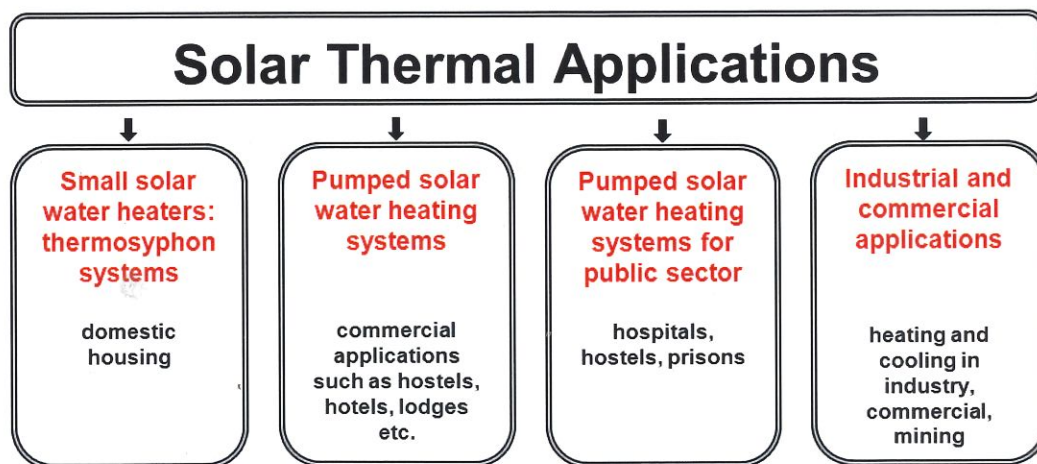 Solar Thermal Applications
Small solar
water heaters:
thermosyphon
systems
domestic
housing
Pumped solar
water heating
systems
commercial
applications
such as hostels,
hotels, lodges
etc.
Pumped solar
water heating
systems for
public sector
hospitals,
hostels, prisons
Industrial and
commercial
applications
heating and
cooling in
industry,
commercial,
mining